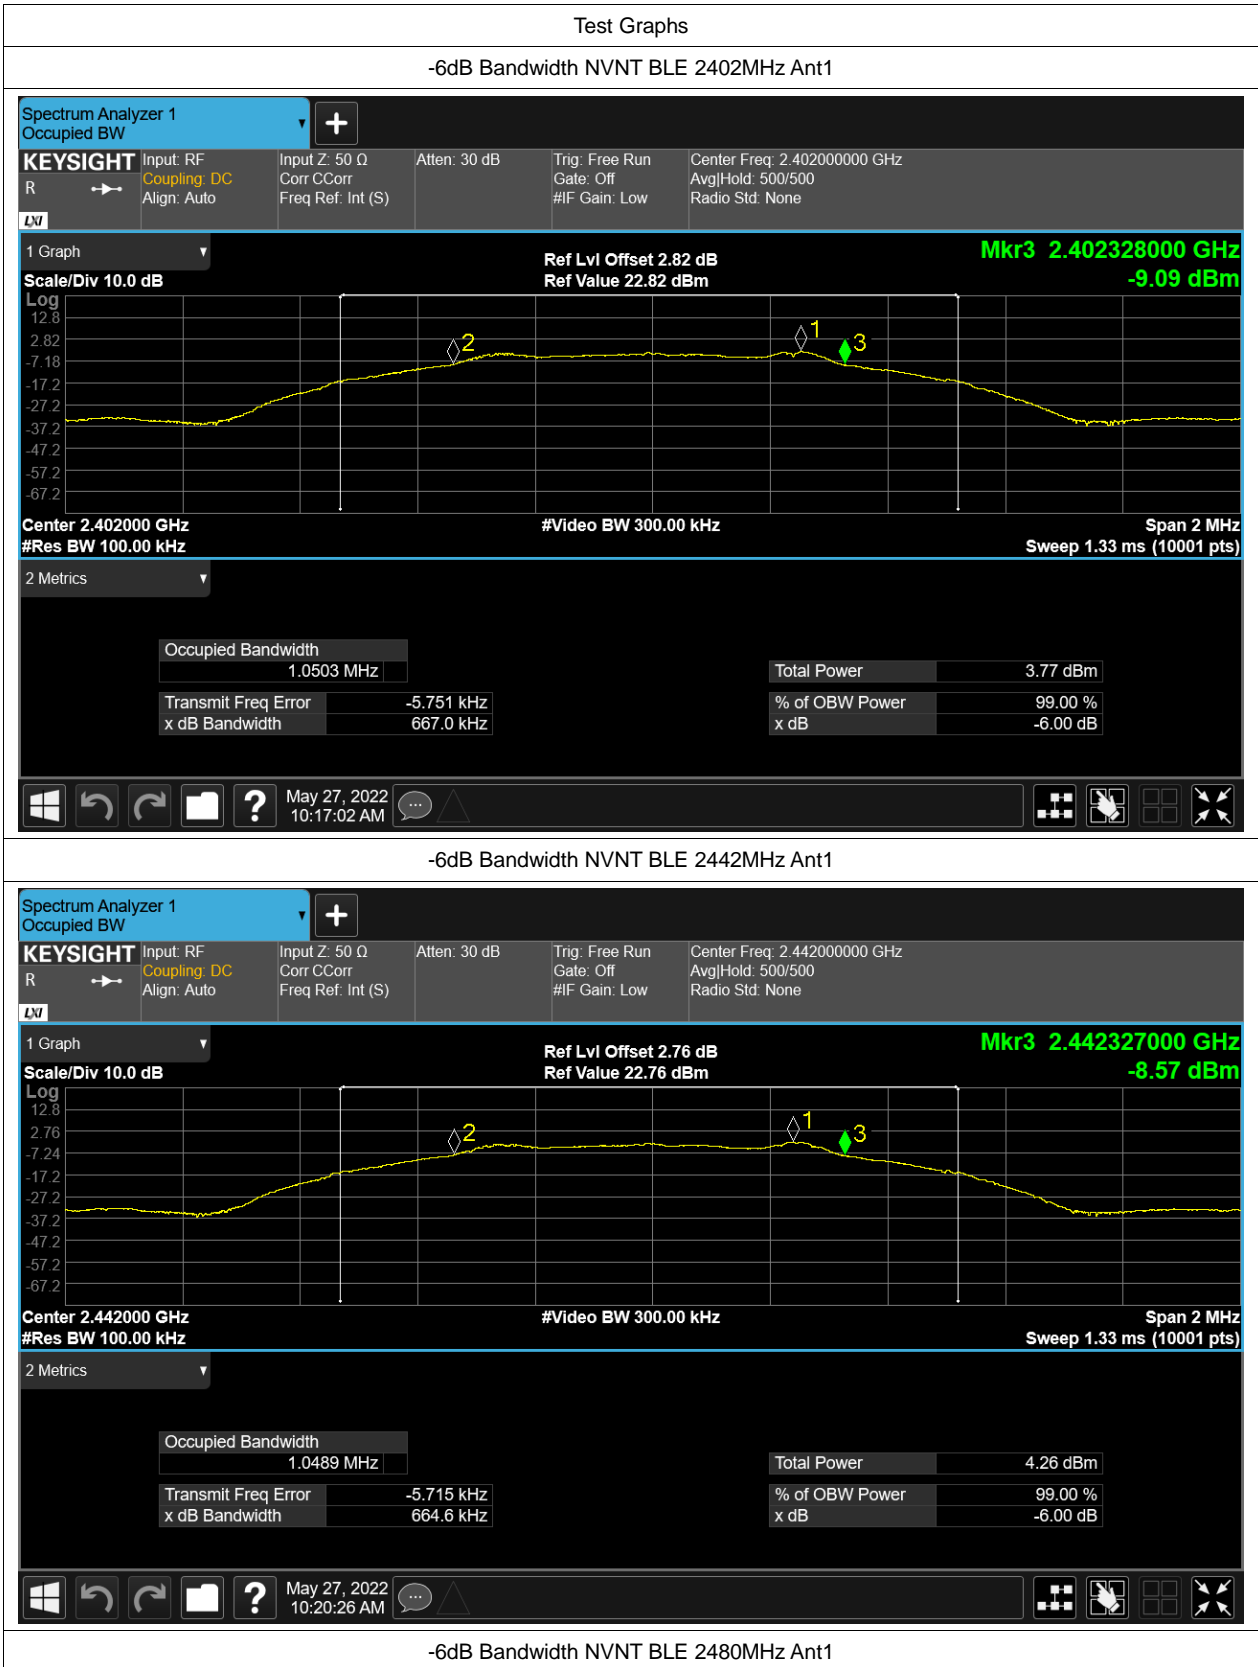 Test Graphs
-6dB Bandwidth NVNT BLE 2402MHz Ant1
Spectrum Analyzer 1
Occupied BW
KEYSIGHT
R
LXI
Input: RF
Coupling: DC
Align: Auto
Input Z: 50 Ω
Corr CCorr
Freq Ref: Int (S)
Atten: 30 dB
Trig: Free Run
Gate: Off
#IF Gain: Low
Center Freq: 2.402000000 GHz
Avg|Hold: 500/500
Radio Std: None
1 Graph
Scale/Div 10.0 dB
Ref Lvl Offset 2.82 dB
Ref Value 22.82 dBm
Mkr3 2.402328000 GHz
-9.09 dBm
Log
12.8
2.82
-7.18
-17.2
-27.2
-37.2
-47.2
-57.2
-67.2
2
1
3
Center 2.402000 GHz
#Res BW 100.00 kHz
#Video BW 300.00 kHz
Span 2 MHz
Sweep 1.33 ms (10001 pts)
2 Metrics
Occupied Bandwidth
1.0503 MHz
Transmit Freq Error -5.751 kHz
x dB Bandwidth 667.0 kHz
Total Power 3.77 dBm
% of OBW Power 99.00 %
x dB -6.00 dB
?
May 27, 2022
10:17:02 AM
-6dB Bandwidth NVNT BLE 2442MHz Ant1
Spectrum Analyzer 1
Occupied BW
KEYSIGHT
R
LXI
Input: RF
Coupling: DC
Align: Auto
Input Z: 50 Ω
Corr CCorr
Freq Ref: Int (S)
Atten: 30 dB
Trig: Free Run
Gate: Off
#IF Gain: Low
Center Freq: 2.442000000 GHz
Avg|Hold: 500/500
Radio Std: None
1 Graph
Scale/Div 10.0 dB
Ref Lvl Offset 2.76 dB
Ref Value 22.76 dBm
Mkr3 2.442327000 GHz
-8.57 dBm
Log
12.8
2.76
-7.24
-17.2
-27.2
-37.2
-47.2
-57.2
-67.2
2
1
3
Center 2.442000 GHz
#Res BW 100.00 kHz
#Video BW 300.00 kHz
Span 2 MHz
Sweep 1.33 ms (10001 pts)
2 Metrics
Occupied Bandwidth
1.0489 MHz
Transmit Freq Error -5.715 kHz
x dB Bandwidth 664.6 kHz
Total Power 4.26 dBm
% of OBW Power 99.00 %
x dB -6.00 dB
?
May 27, 2022
10:20:26 AM
-6dB Bandwidth NVNT BLE 2480MHz Ant1